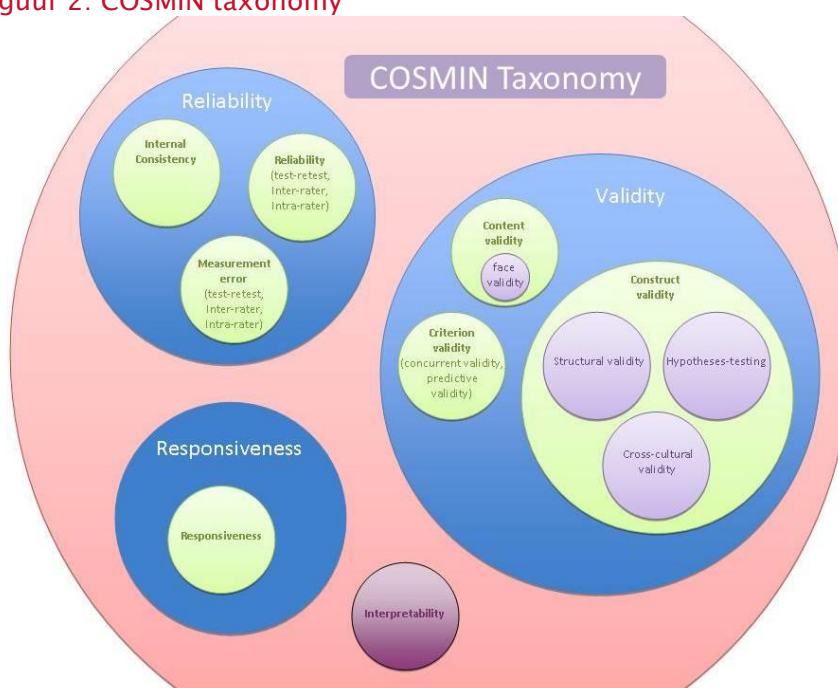 guur 2. COSMIN taxonomy
COSMIN Taxonomy
Reliability
Internal
Consistency
Reliability
(test-retest,
Inter-rater,
Intra-rater)
Measurement
error
(test-retest,
Inter-rater,
Intra-rater)
Validity
Content
validity
face
validity
Criterion
validity
(concurrent validity,
predictive
validity)
Construct
validity
Structural validity
Hypotheses-testing
Cross-cultural
validity
Responsiveness
Responsiveness
Interpretability